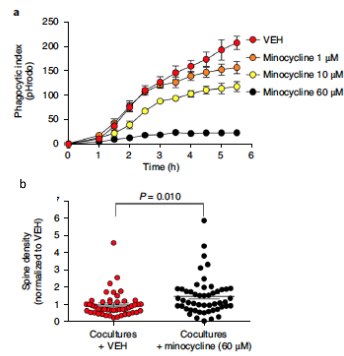 a
250
200
150
100
50
0
Phagocytic index
(pHrodo)
0 1 2 3 4 5 6
Time (h)
VEH
Minocycline 1 μM
Minocycline 10 μM
Minocycline 60 μM
b
P = 0.010
7
6
5
4
3
2
1
0
Spine density
(normalized to VEH)
Cocultures
+ VEH
Cocultures
+ minocycline (60 μM)